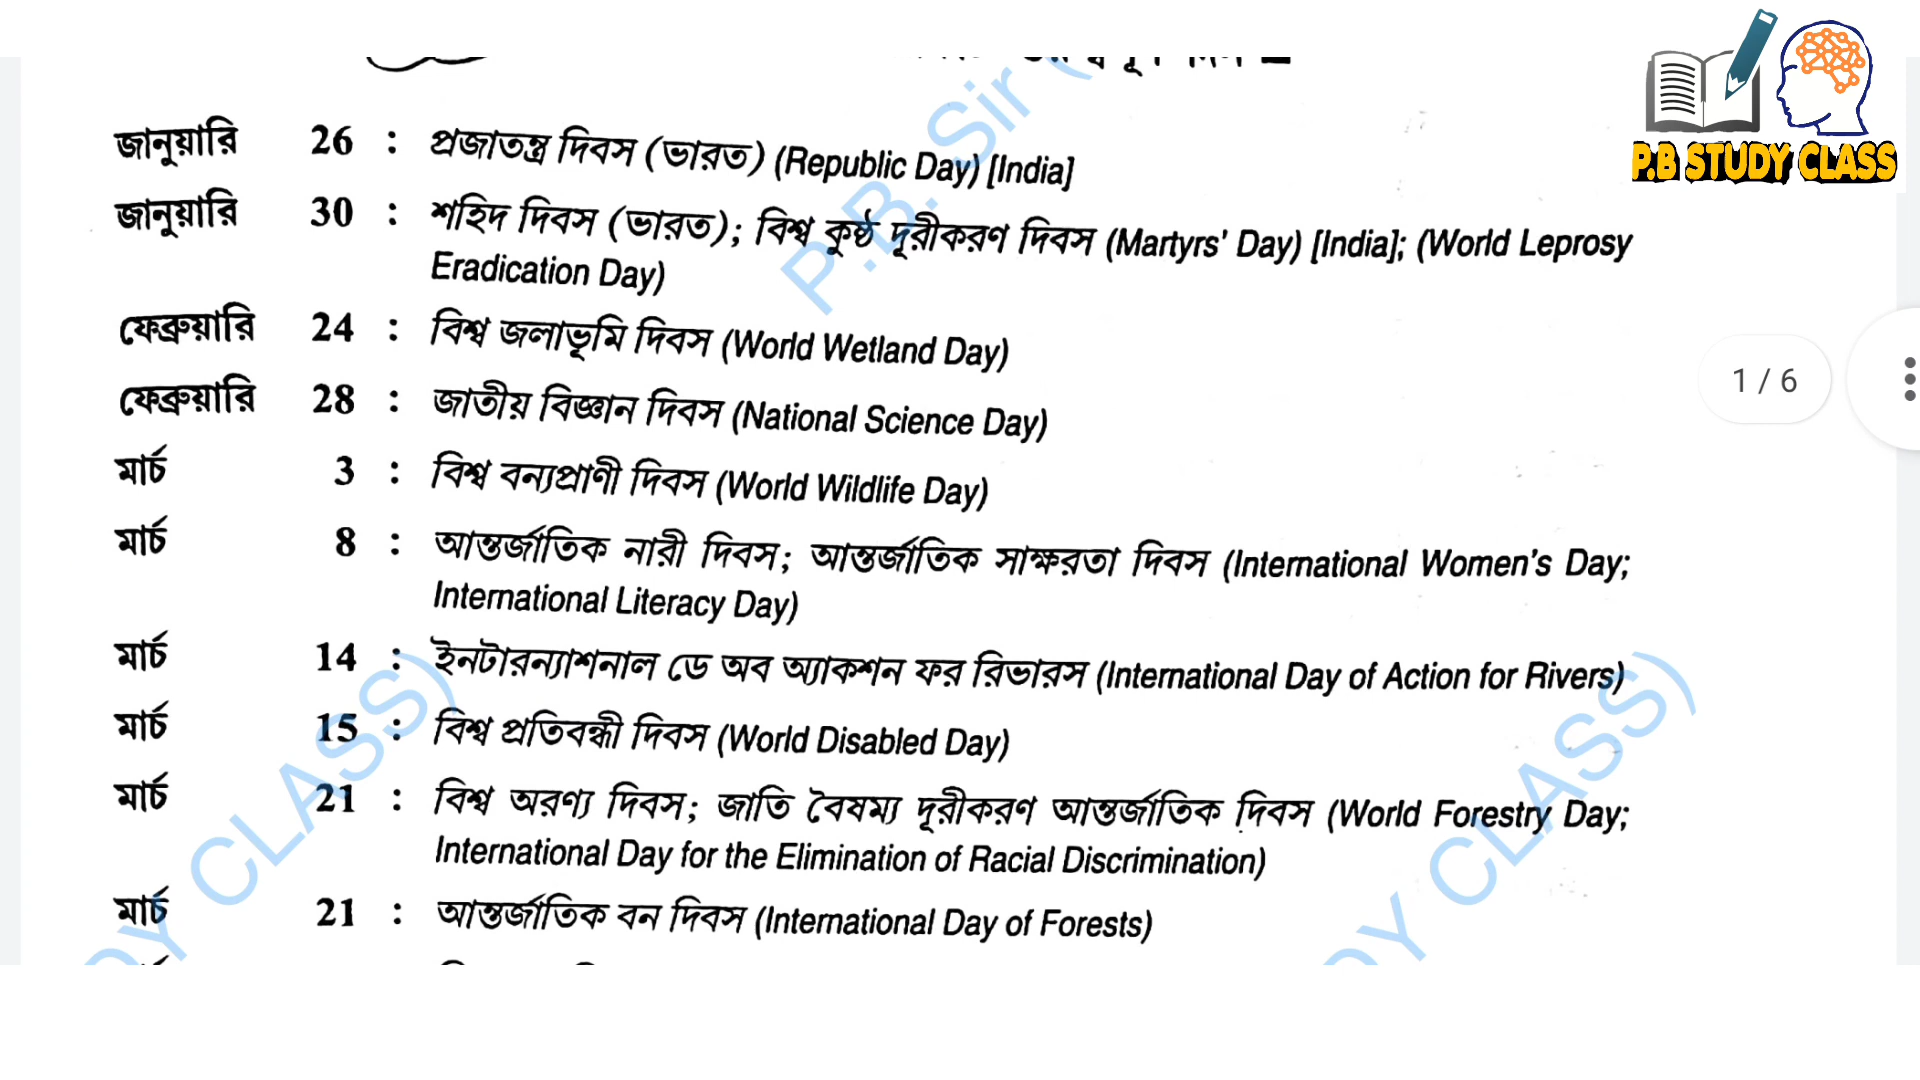 P.B STUDY CLASS
জানুয়ারি 26 : প্রজাতন্ত্র দিবস (ভারত) (Republic Day) [India]
জানুয়ারি 30 : শহিদ দিবস (ভারত); বিশ্ব কুষ্ঠ দূরীকরণ দিবস (Martyrs' Day) [India]; (World Leprosy
Eradication Day)
ফেব্রুয়ারি 24 : বিশ্ব জলাভূমি দিবস (World Wetland Day)
ফেব্রুয়ারি 28 : জাতীয় বিজ্ঞান দিবস (National Science Day)
1 / 6
মার্চ 3 : বিশ্ব বন্যপ্রাণী দিবস (World Wildlife Day)
মার্চ 8 : আন্তর্জাতিক নারী দিবস; আন্তর্জাতিক সাক্ষরতা দিবস (International Women's Day;
International Literacy Day)
মার্চ 14 : ইনটারন্যাশনাল ডে অব অ্যাকশন ফর রিভারস (International Day of Action for Rivers)
মার্চ 15 : বিশ্ব প্রতিবন্ধী দিবস (World Disabled Day)
মার্চ 21 : বিশ্ব অরণ্য দিবস; জাতি বৈষম্য দূরীকরণ আন্তর্জাতিক দিবস (World Forestry Day;
International Day for the Elimination of Racial Discrimination)
মার্চ 21 : আন্তর্জাতিক বন দিবস (International Day of Forests)
P.B. Sir (
DY CLASS)
DY CLASS)